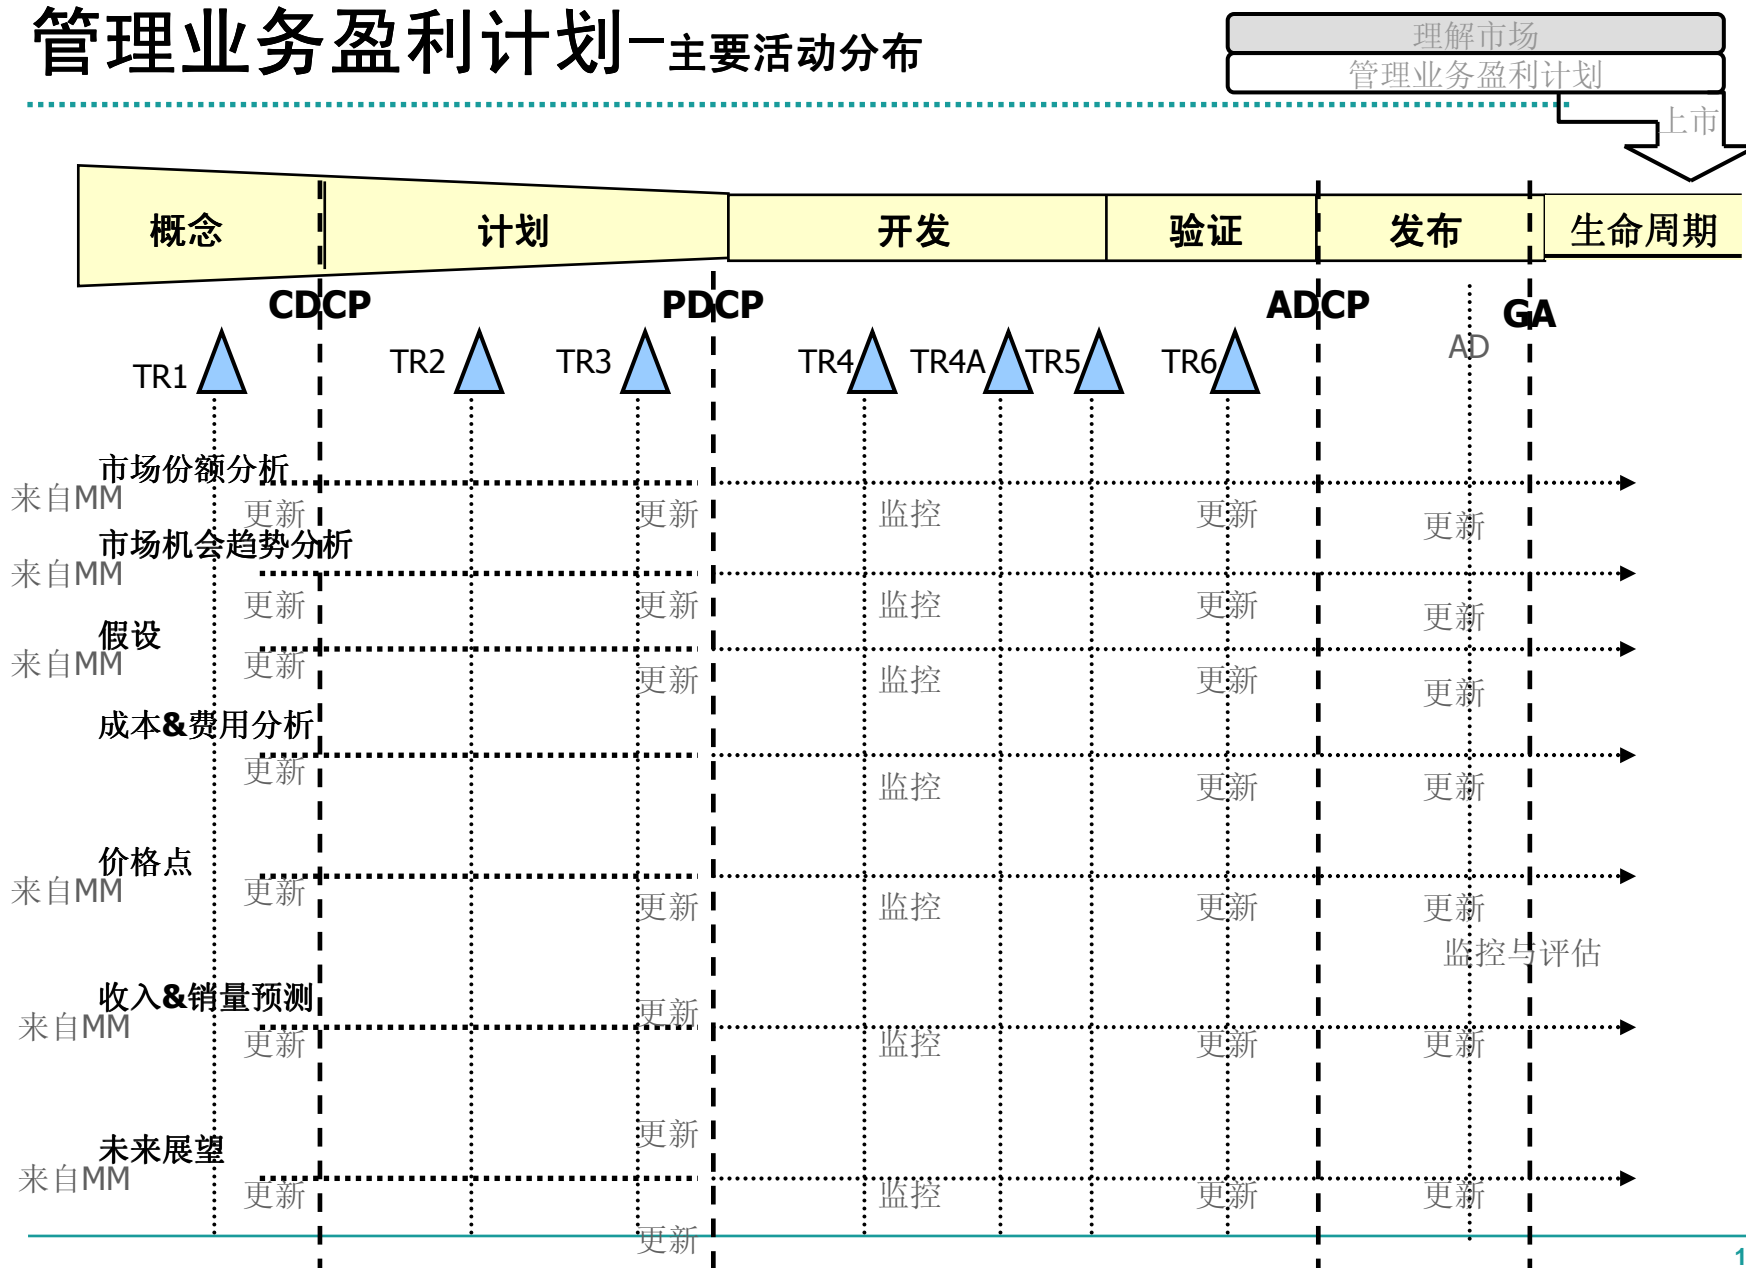 管理业务盈利计划—主要活动分布
理解市场
管理业务盈利计划
上市
概念 计划 开发 验证 发布 生命周期
CDCP PDCP ADCP GA
TR1 TR2 TR3 TR4 TR4A TR5 TR6 AD
市场份额分析
来自MM 更新 更新 监控 更新 更新
市场机会趋势分析
来自MM 更新 更新 监控 更新 更新
假设
来自MM 更新 更新 监控 更新 更新
成本&费用分析
更新 监控 更新 更新
价格点
来自MM 更新 更新 监控 更新 更新
监控与评估
收入&销量预测
更新
来自MM 更新 监控 更新 更新
更新
未来展望
来自MM 更新 监控 更新 更新
更新
1